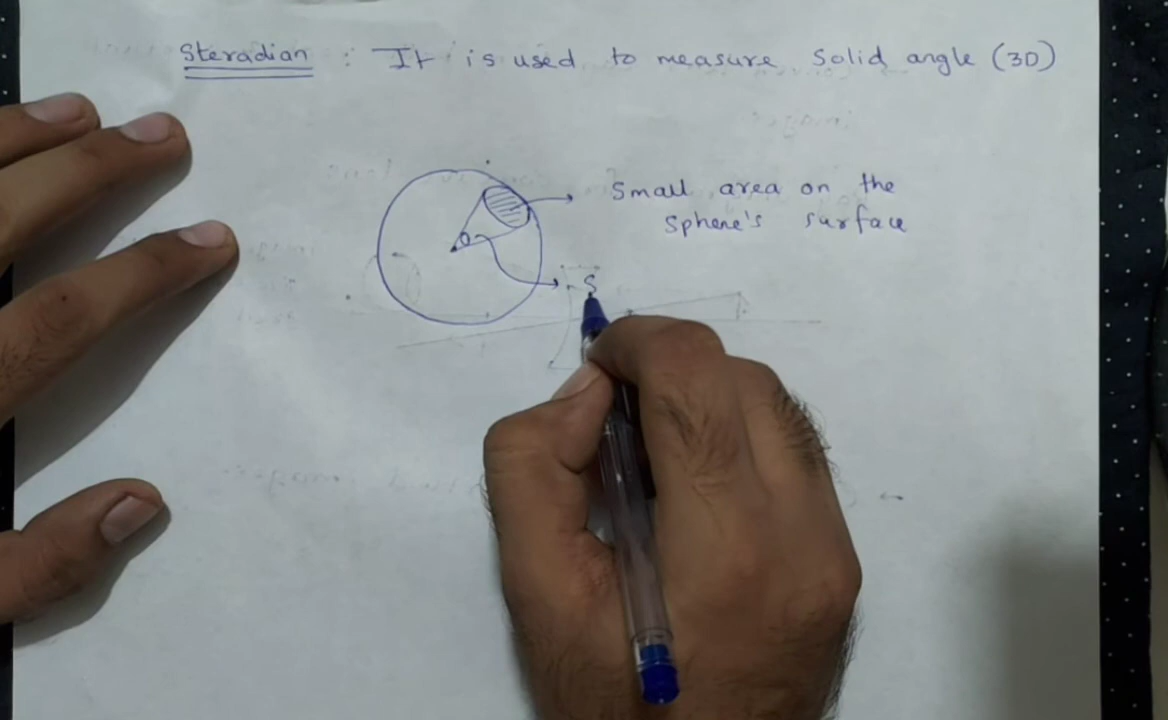 Steradian : It is used to measure Solid angle (3D)
Small area on the
Sphere's surface
S